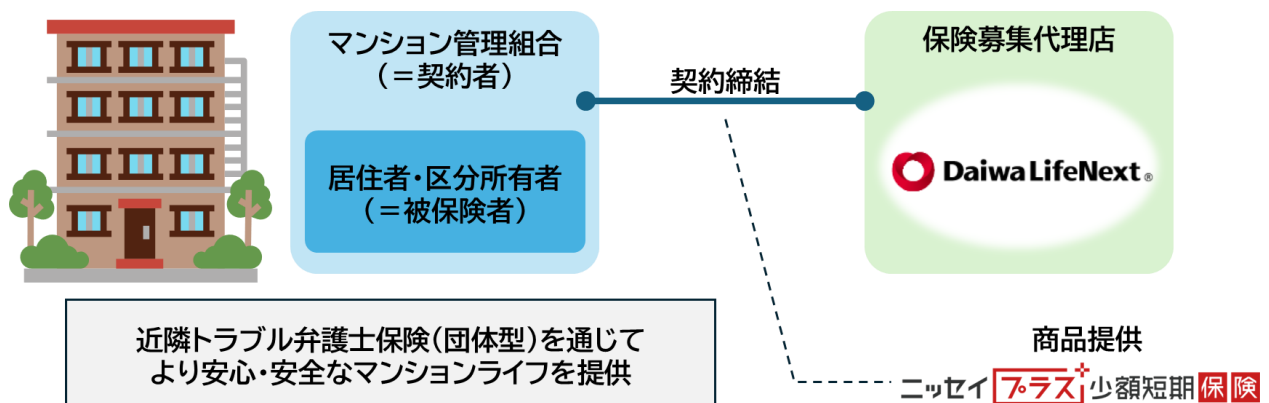 マンション管理組合
（＝契約者）
居住者・区分所有者
（＝被保険者）
契約締結
保険募集代理店
Daiwa LifeNext®
近隣トラブル弁護士保険（団体型）を通じて
より安心・安全なマンションライフを提供
商品提供
ニッセイプラス少額短期保険